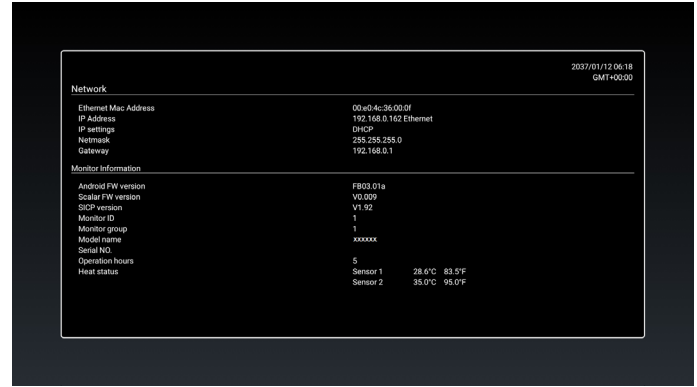 2037/01/12 06:18
GMT+00:00
Network
Ethernet Mac Address 00:e0:4c:36:00:0f
IP Address 192.168.0.162 Ethernet
IP settings DHCP
Netmask 255.255.255.0
Gateway 192.168.0.1
Monitor Information
Android FW version FB03.01a
Scalar FW version V0.009
SICP version V1.92
Monitor ID 1
Monitor group 1
Model name xxxxxx
Serial NO.
Operation hours 5
Heat status Sensor 1 28.6°C 83.5°F
Sensor 2 35.0°C 95.0°F